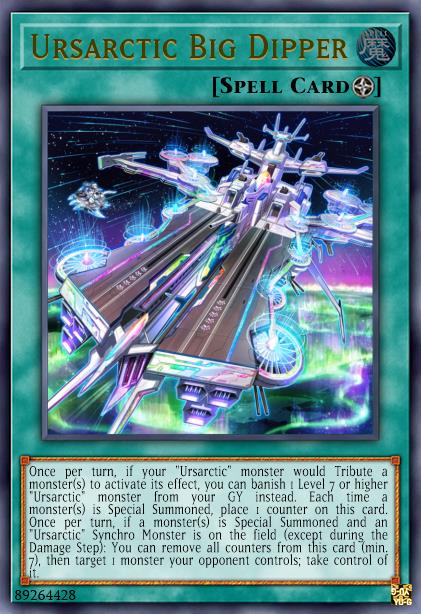 Ursarctic Big Dipper
魔
[Spell Card]
Once per turn, if your "Ursarctic" monster would Tribute a
monster(s) to activate its effect, you can banish 1 Level 7 or higher
"Ursarctic" monster from your GY instead. Each time a
monster(s) is Special Summoned, place 1 counter on this card.
Once per turn, if a monster(s) is Special Summoned and an
"Ursarctic" Synchro Monster is on the field (except during the
Damage Step): You can remove all counters from this card (min.
7), then target 1 monster your opponent controls; take control of
it.
89264428